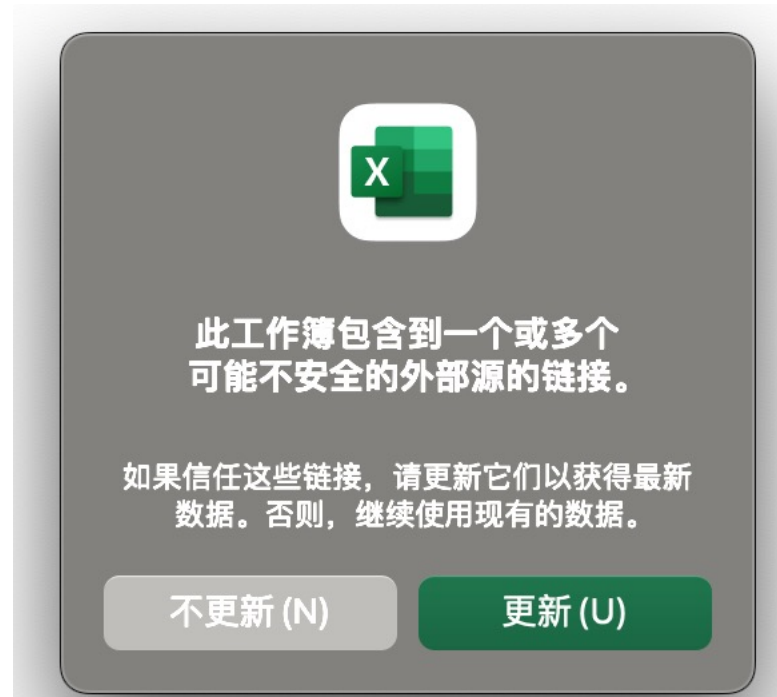 X
此工作簿包含到一个或多个
可能不安全的外部源的链接。
如果信任这些链接，请更新它们以获得最新
数据。否则，继续使用现有的数据。
不更新 (N)
更新 (U)